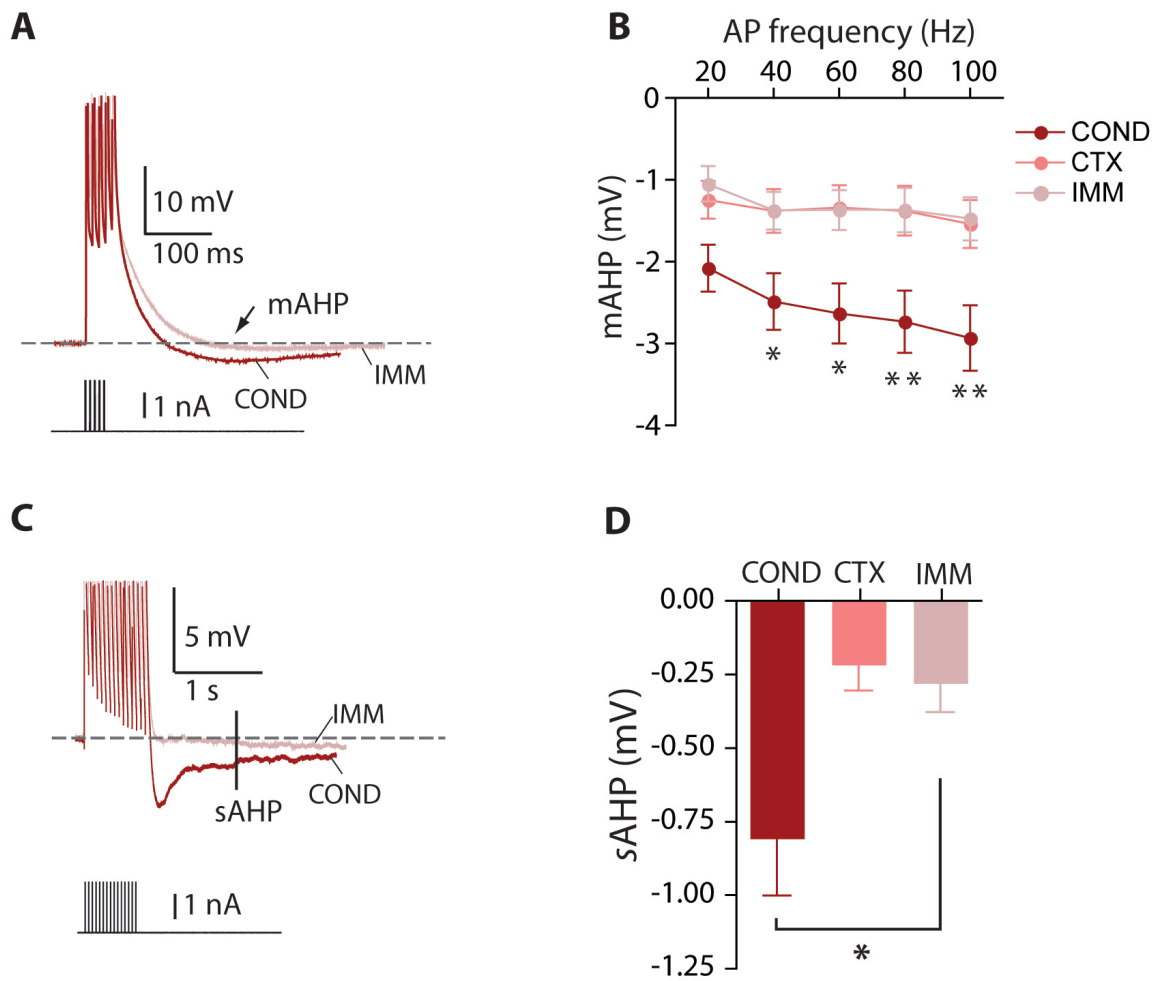 A
10 mV
100 ms
mAHP
IMM
COND
1 nA
B
AP frequency (Hz)
20 40 60 80 100
0
-1
-2
-3
-4
mAHP (mV)
* * ** **
COND
CTX
IMM
C
5 mV
1 s
IMM
sAHP
COND
1 nA
D
COND CTX IMM
0.00
-0.25
-0.50
-0.75
-1.00
-1.25
sAHP (mV)
*